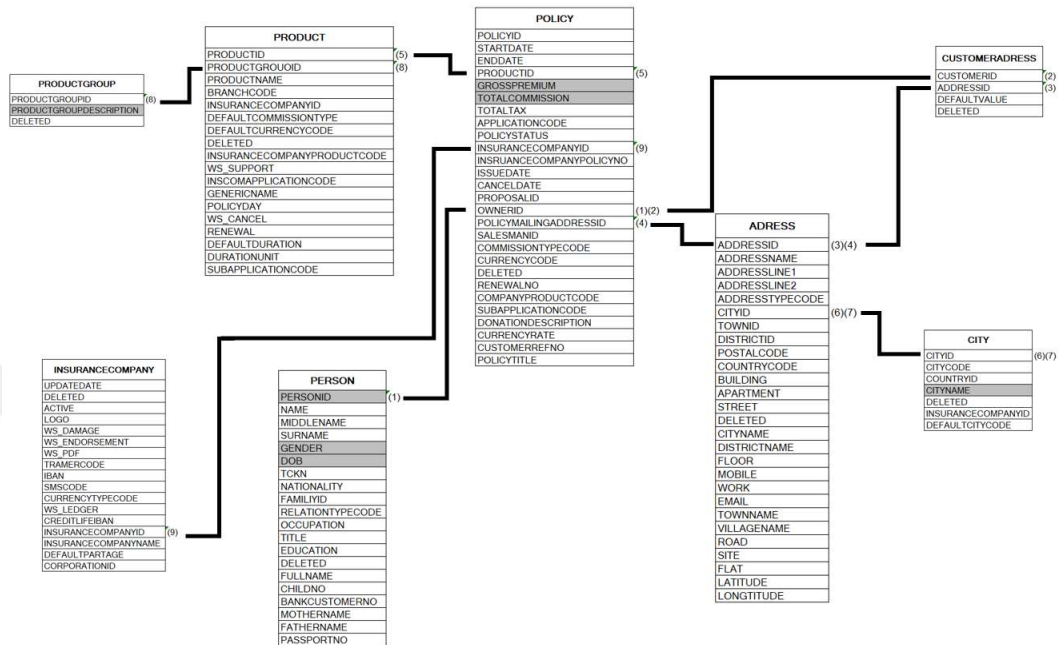 PRODUCTGROUP
PRODUCTGROUPID (8)
PRODUCTGROUPDESCRIPTION
DELETED
PRODUCT
PRODUCTID (5)
PRODUCTGROUOID (8)
PRODUCTNAME
BRANCHCODE
INSURANCECOMPANYID
DEFAULTCOMMISSIONTYPE
DEFAULTCURRENCYCODE
DELETED
INSURANCECOMPANYPRODUCTCODE
WS_SUPPORT
INSCOMAPPLICATIONCODE
GENERICNAME
POLICYDAY
WS_CANCEL
RENEWAL
DEFAULTDURATION
DURATIONUNIT
SUBAPPLICATIONCODE
POLICY
POLICYID
STARTDATE
ENDDATE
PRODUCTID (5)
GROSSPREMIUM
TOTALCOMMISSION
TOTALTAX
APPLICATIONCODE
POLICYSTATUS
INSURANCECOMPANYID (9)
INSRUANCECOMPANYPOLICYNO
ISSUEDATE
CANCELDATE
PROPOSALID
OWNERID (1)(2)
POLICYMAILINGADDRESSID (4)
SALESMANID
COMMISSIONTYPECODE
CURRENCYCODE
DELETED
RENEWALNO
COMPANYPRODUCTCODE
SUBAPPLICATIONCODE
DONATIONDESCRIPTION
CURRENCYRATE
CUSTOMERREFNO
POLICYTITLE
CUSTOMERADRESS
CUSTOMERID (2)
ADDRESSID (3)
DEFAULTVALUE
DELETED
ADRESS
ADDRESSID (3)(4)
ADDRESSNAME
ADDRESSLINE1
ADDRESSLINE2
ADDRESSTYPECODE
CITYID (6)(7)
TOWNID
DISTRICTID
POSTALCODE
COUNTRYCODE
BUILDING
APARTMENT
STREET
DELETED
CITYNAME
DISTRICTNAME
FLOOR
MOBILE
WORK
EMAIL
TOWNNAME
VILLAGENAME
ROAD
SITE
FLAT
LATITUDE
LONGTITUDE
CITY
CITYID (6)(7)
CITYCODE
COUNTRYID
CITYNAME
DELETED
INSURANCECOMPANYID
DEFAULTCITYCODE
INSURANCECOMPANY
UPDATEDATE
DELETED
ACTIVE
LOGO
WS_DAMAGE
WS_ENDORSEMENT
WS_PDF
TRAMERCODE
IBAN
SMSCODE
CURRENCYTYPECODE
WS_LEDGER
CREDITLIFEIBAN
INSURANCECOMPANYID (9)
INSURANCECOMPANYNAME
DEFAULTPARTAGE
CORPORATIONID
PERSON
PERSONID (1)
NAME
MIDDLENAME
SURNAME
GENDER
DOB
TCKN
NATIONALITY
FAMILIYID
RELATIONTYPECODE
OCCUPATION
TITLE
EDUCATION
DELETED
FULLNAME
CHILDNO
BANKCUSTOMERNO
MOTHERNAME
FATHERNAME
PASSPORTNO